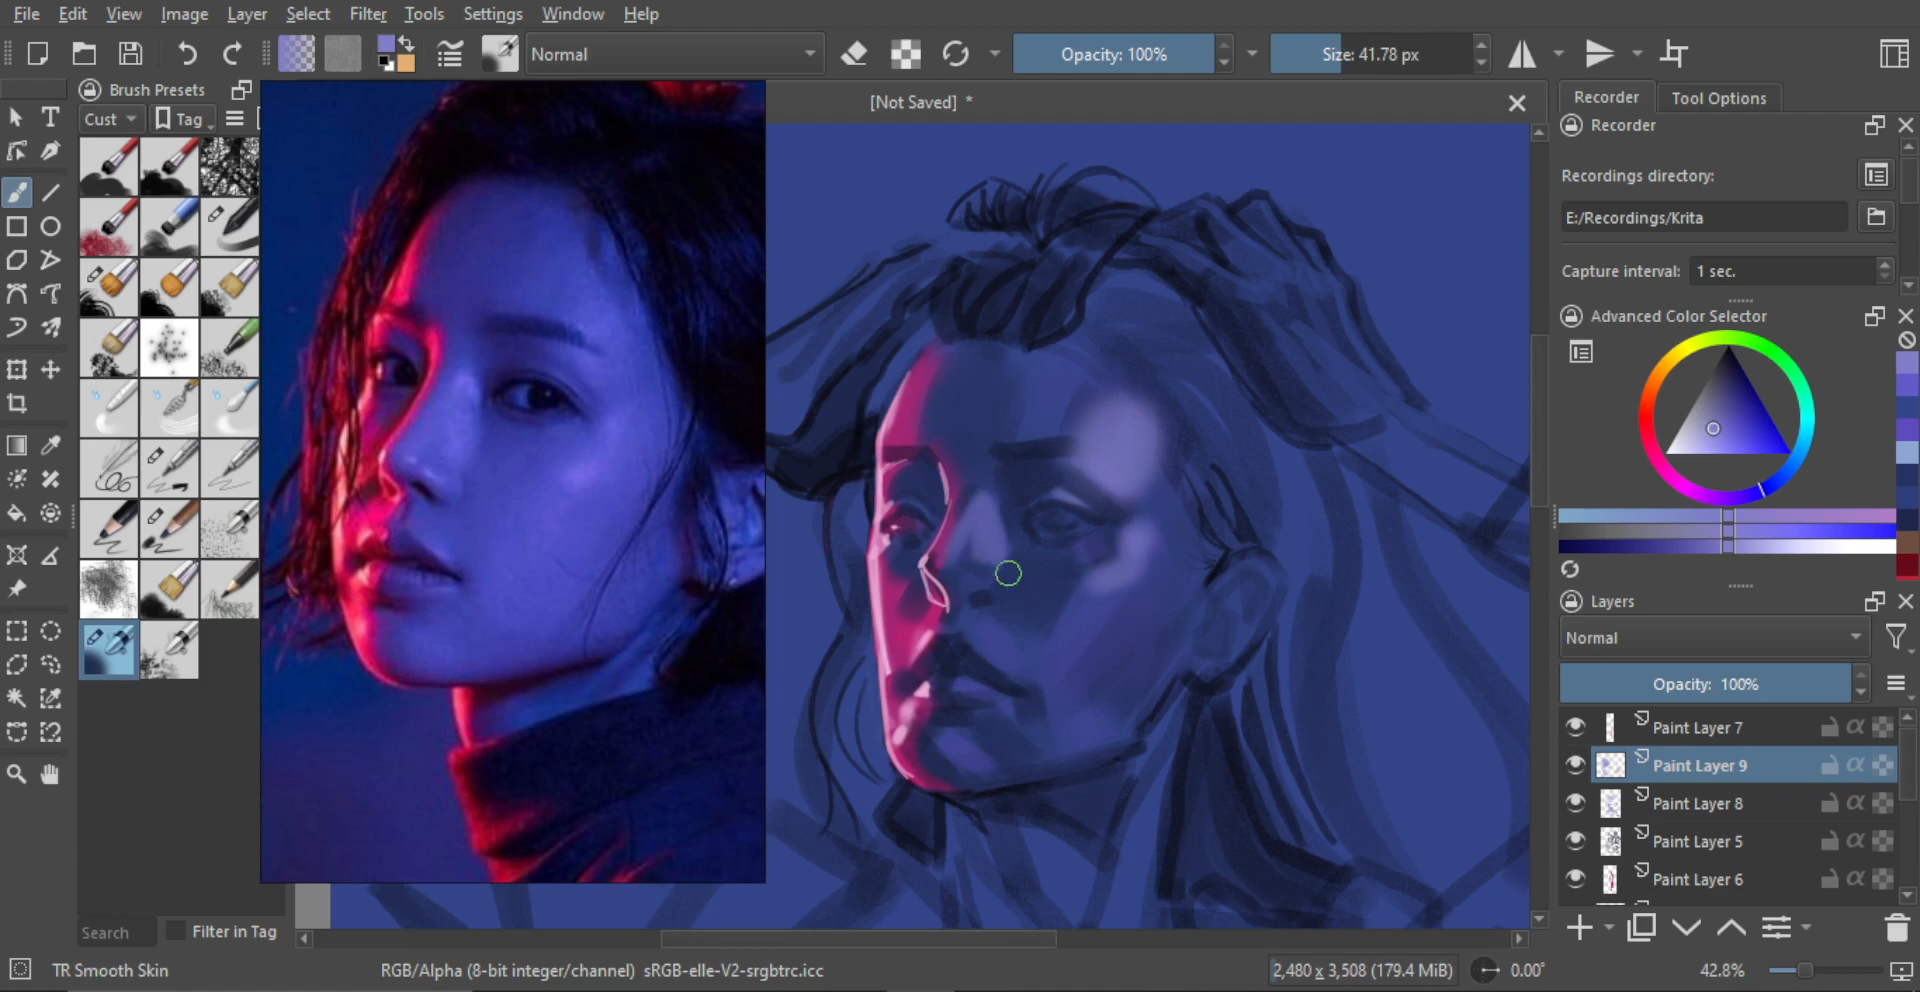 File Edit View Image Layer Select Filter Tools Settings Window Help
Normal Opacity: 100% Size: 41.78 px
Brush Presets
Cust Tag
[Not Saved] *
Recorder Tool Options
Recorder
Recordings directory:
E:/Recordings/Krita
Capture interval: 1 sec.
Advanced Color Selector
Layers
Normal
Opacity: 100%
Paint Layer 7
Paint Layer 9
Paint Layer 8
Paint Layer 5
Paint Layer 6
Search Filter in Tag
TR Smooth Skin RGB/Alpha (8-bit integer/channel) sRGB-elle-V2-srgbtrc.icc 2,480 x 3,508 (179.4 MiB) 0.00° 42.8%